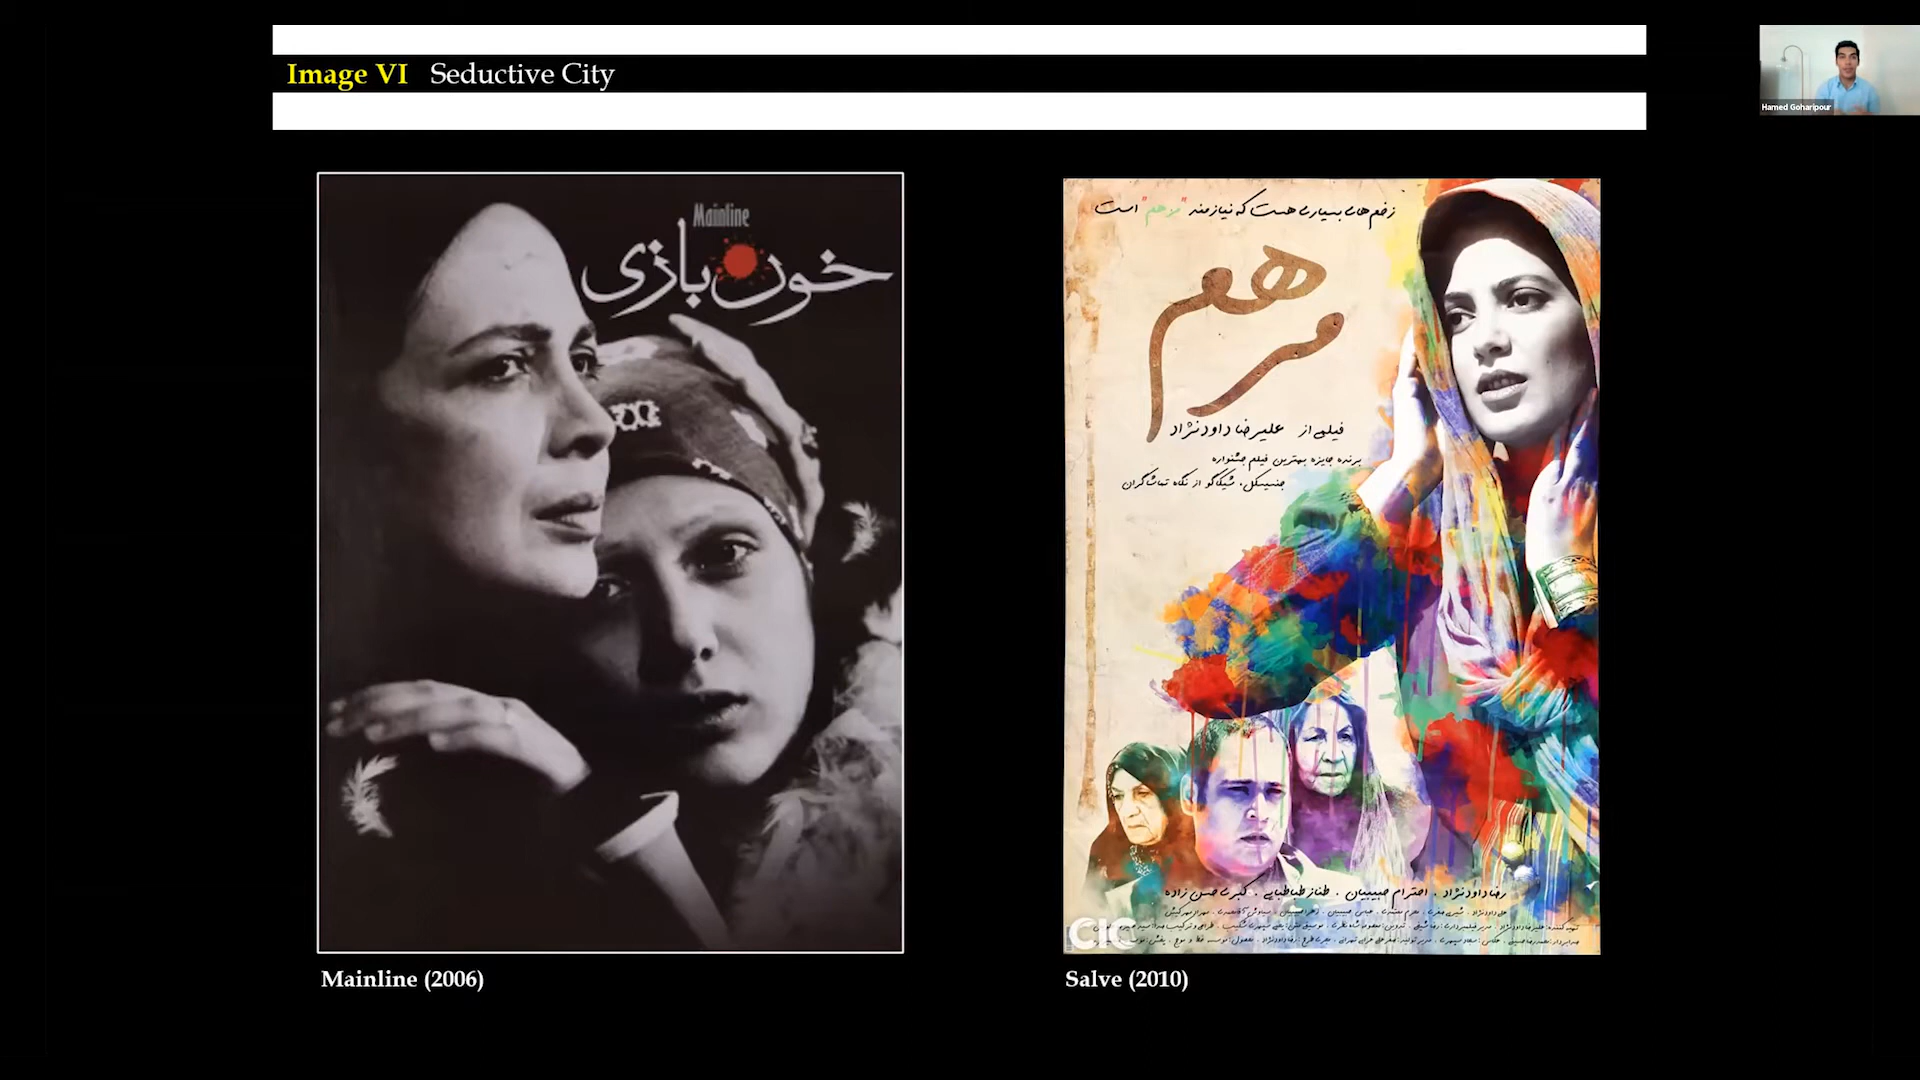 Image VI Seductive City
Hamed Goharipour
Mainline
خون بازی
زخم‌های بسیاری هست که نیازمند "مرهم" است
مرهم
فیلمی از علیرضا داودنژاد
برنده جایزه بهترین فیلم جشنواره
شیکاگو از نگاه تماشاگران
رضا داودنژاد . احترام حبیبیان . طناز طباطبایی . کبری حسن زاده
CIC
Mainline (2006)
Salve (2010)